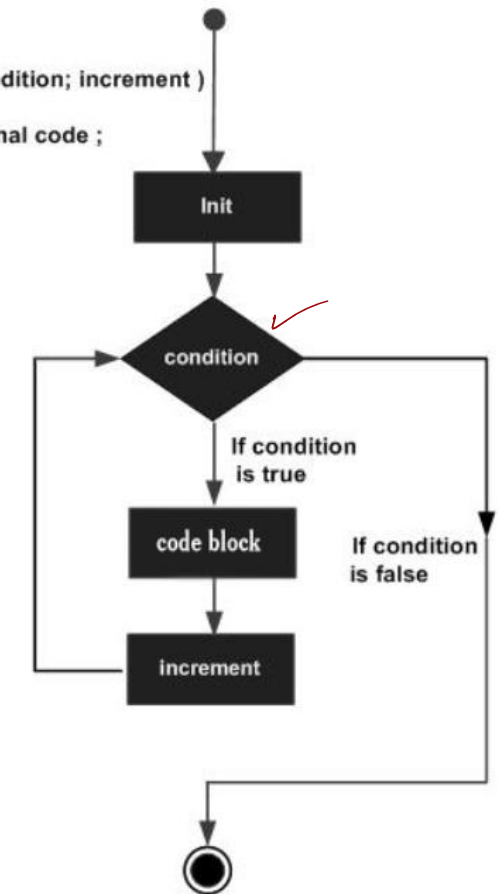 dition; increment )
nal code ;
Init
condition
If condition
is true
code block
If condition
is false
increment